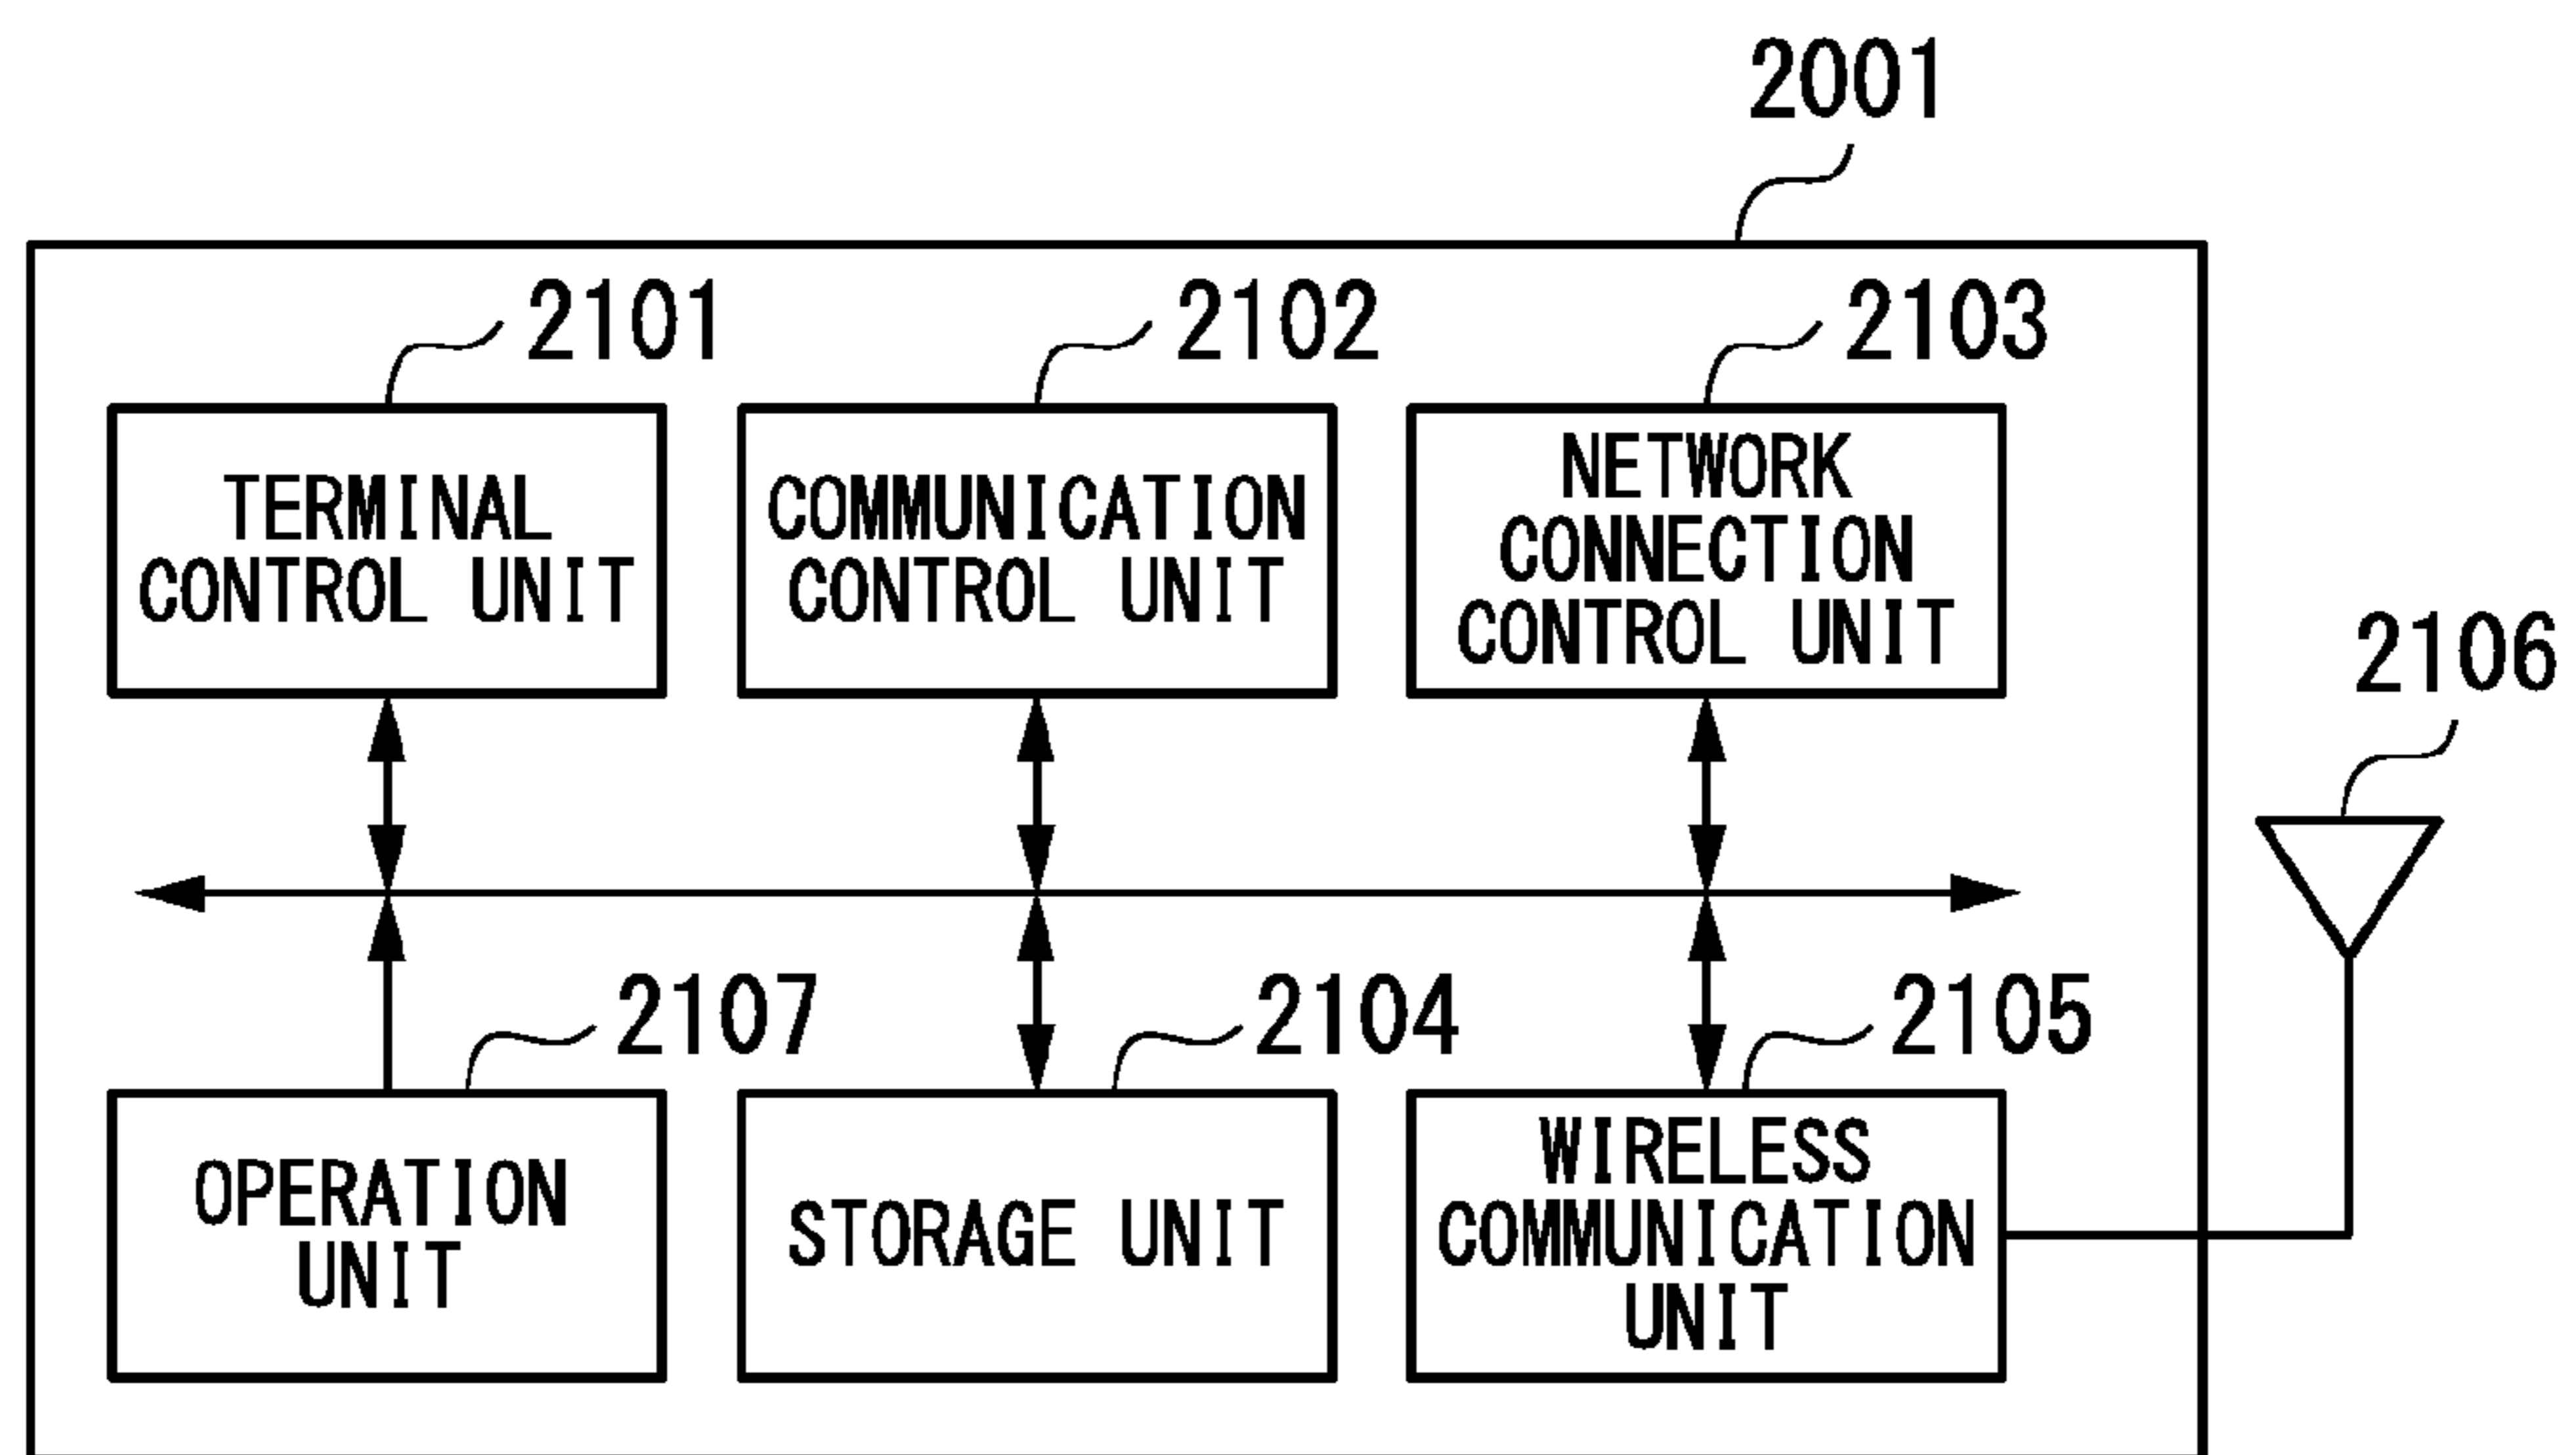 2001
2101
2102
2103
TERMINAL
CONTROL UNIT
COMMUNICATION
CONTROL UNIT
NETWORK
CONNECTION
CONTROL UNIT
2106
2107
2104
2105
OPERATION
UNIT
STORAGE UNIT
WIRELESS
COMMUNICATION
UNIT